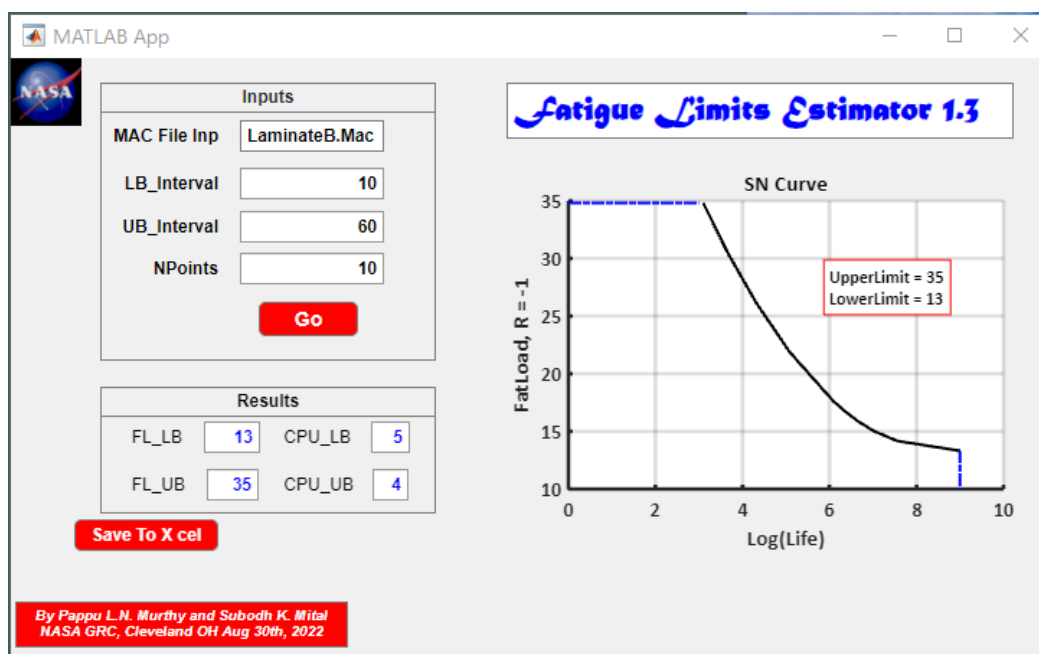 MATLAB App
NASA
Inputs
MAC File Inp LaminateB.Mac
LB_Interval 10
UB_Interval 60
NPoints 10
Go
Results
FL_LB 13 CPU_LB 5
FL_UB 35 CPU_UB 4
Save To X cel
By Pappu L.N. Murthy and Subodh K. Mital
NASA GRC, Cleveland OH Aug 30th, 2022
Fatigue Limits Estimator 1.3
SN Curve
35
30
25
20
15
10
FatLoad, R = -1
UpperLimit = 35
LowerLimit = 13
0 2 4 6 8 10
Log(Life)